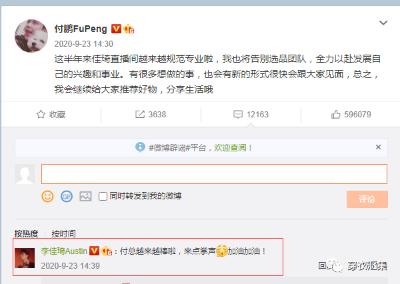 付鹏FuPeng
2020-9-23 14:30
这半年来佳琦直播间越来越规范专业啦，我也将告别选品团队，全力以赴发展自
己的兴趣和事业。有很多想做的事，也会有新的形式很快会跟大家见面，总之，
我会继续给大家推荐好物，分享生活哦
收藏 3638 12163 596079
#微博辟谣#平台，欢迎查阅！
同时转发到我的微博
评论
按热度 按时间
李佳琦Austin：付总越来越棒啦，来点掌声加油加油！
2020-9-23 14:39